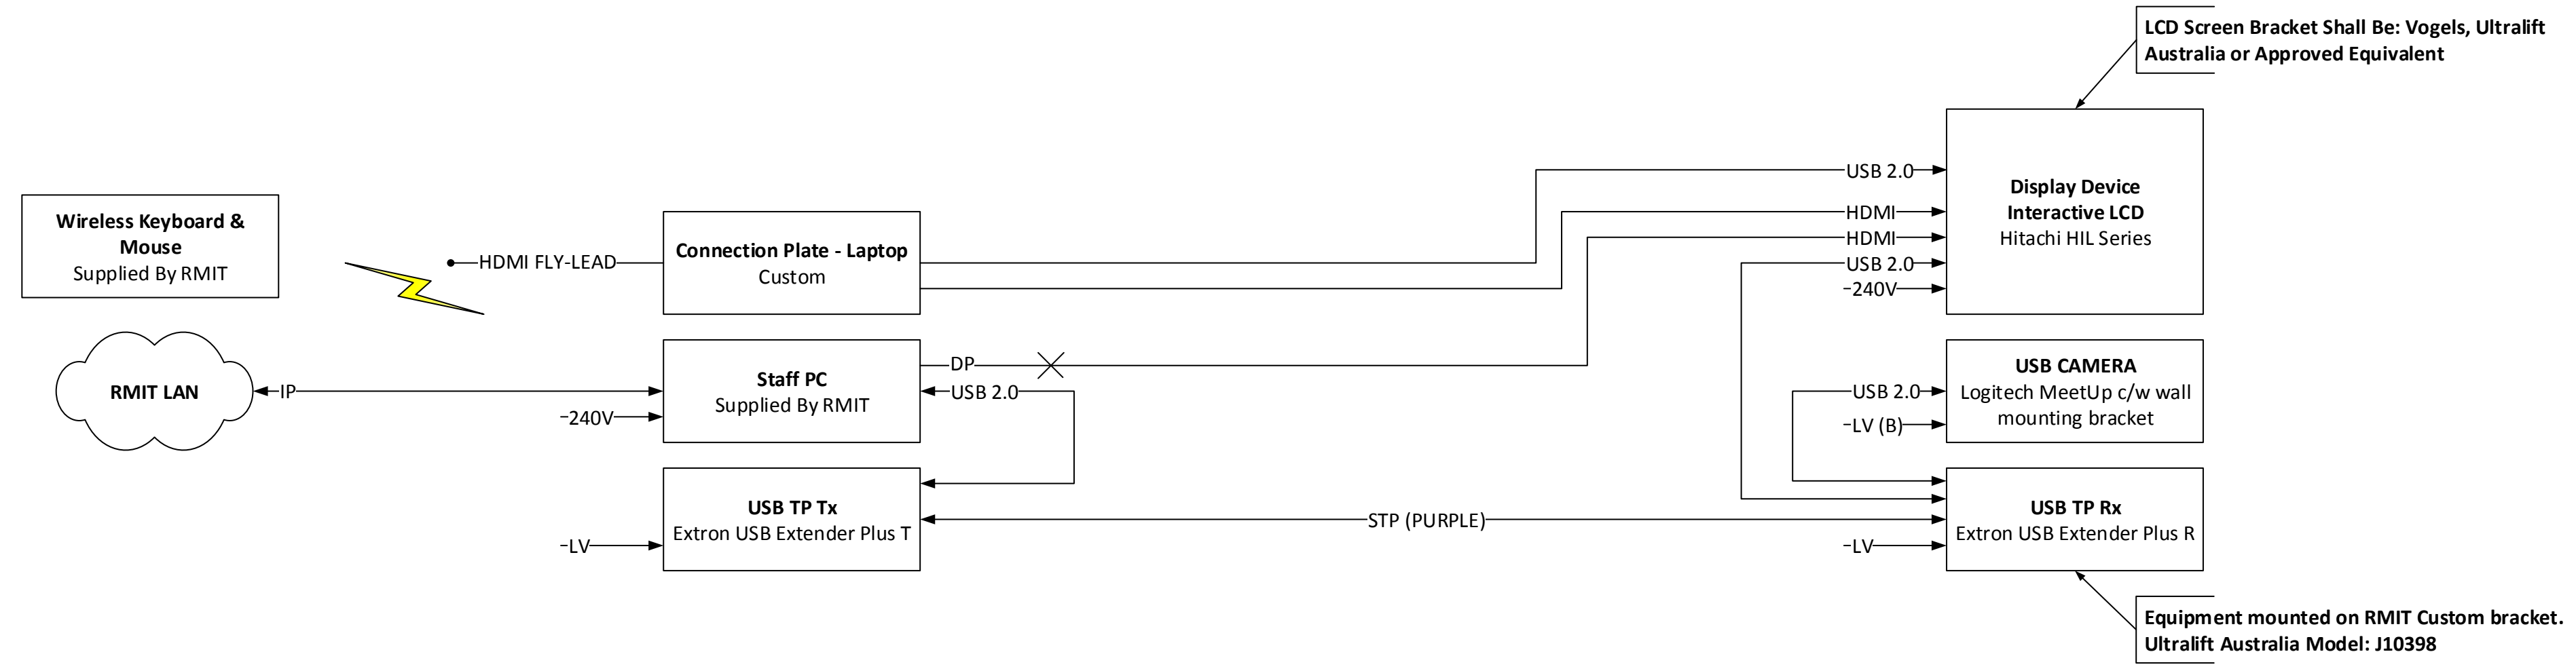 LCD Screen Bracket Shall Be: Vogels, Ultralift
Australia or Approved Equivalent
Wireless Keyboard &
Mouse
Supplied By RMIT
HDMI FLY-LEAD
Connection Plate - Laptop
Custom
USB 2.0
HDMI
HDMI
USB 2.0
240V
Display Device
Interactive LCD
Hitachi HIL Series
RMIT LAN
IP
240V
Staff PC
Supplied By RMIT
DP
USB 2.0
USB 2.0
LV (B)
USB CAMERA
Logitech MeetUp c/w wall
mounting bracket
LV
USB TP Tx
Extron USB Extender Plus T
STP (PURPLE)
LV
USB TP Rx
Extron USB Extender Plus R
Equipment mounted on RMIT Custom bracket.
Ultralift Australia Model: J10398